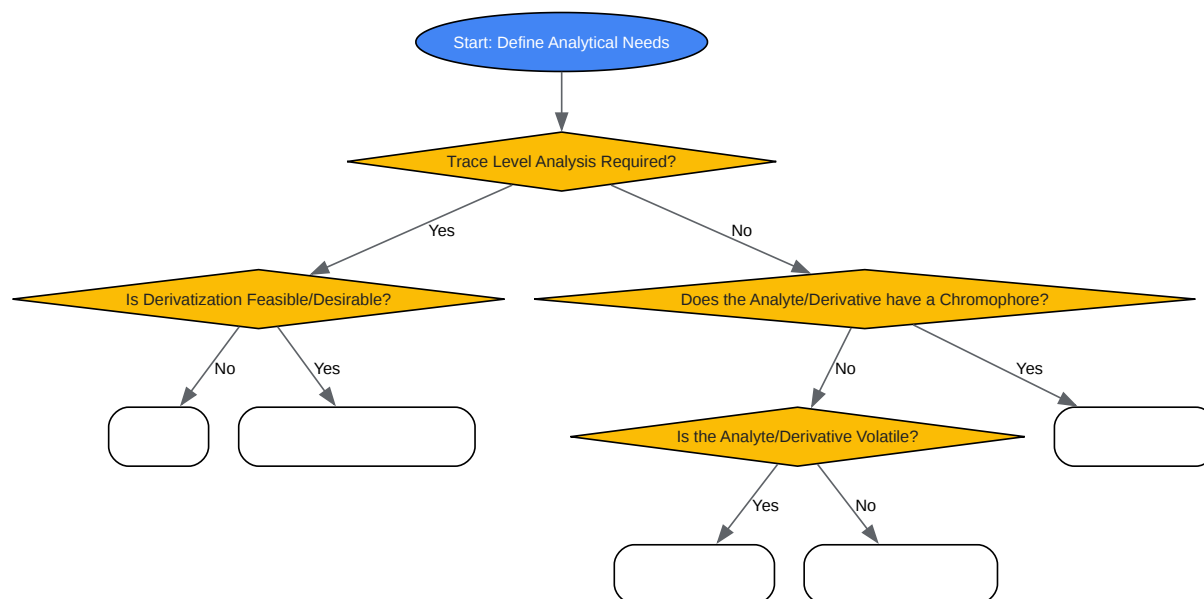 Start: Define Analytical Needs
Trace Level Analysis Required?
Yes
No
Is Derivatization Feasible/Desirable?
Does the Analyte/Derivative have a Chromophore?
No
Yes
No
Yes
Is the Analyte/Derivative Volatile?
Yes
No